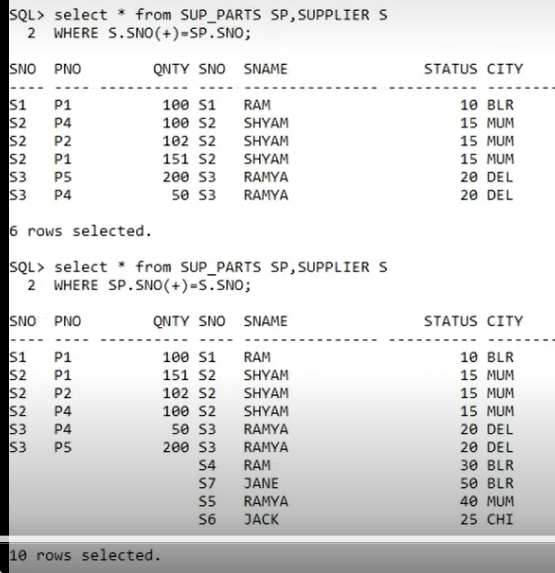 SQL> select * from SUP_PARTS SP,SUPPLIER S
  2  WHERE S.SNO(+)=SP.SNO;
SNO  PNO        QNTY SNO  SNAME               STATUS CITY
---- ---- ---------- ---- --------------- ---------- --------
S1   P1          100 S1   RAM                     10 BLR
S2   P4          100 S2   SHYAM                   15 MUM
S2   P2          102 S2   SHYAM                   15 MUM
S2   P1          151 S2   SHYAM                   15 MUM
S3   P5          200 S3   RAMYA                   20 DEL
S3   P4           50 S3   RAMYA                   20 DEL
6 rows selected.
SQL> select * from SUP_PARTS SP,SUPPLIER S
  2  WHERE SP.SNO(+)=S.SNO;
SNO  PNO        QNTY SNO  SNAME               STATUS CITY
---- ---- ---------- ---- --------------- ---------- --------
S1   P1          100 S1   RAM                     10 BLR
S2   P1          151 S2   SHYAM                   15 MUM
S2   P2          102 S2   SHYAM                   15 MUM
S2   P4          100 S2   SHYAM                   15 MUM
S3   P4           50 S3   RAMYA                   20 DEL
S3   P5          200 S3   RAMYA                   20 DEL
                     S4   RAM                     30 BLR
                     S7   JANE                    50 BLR
                     S5   RAMYA                   40 MUM
                     S6   JACK                    25 CHI
10 rows selected.